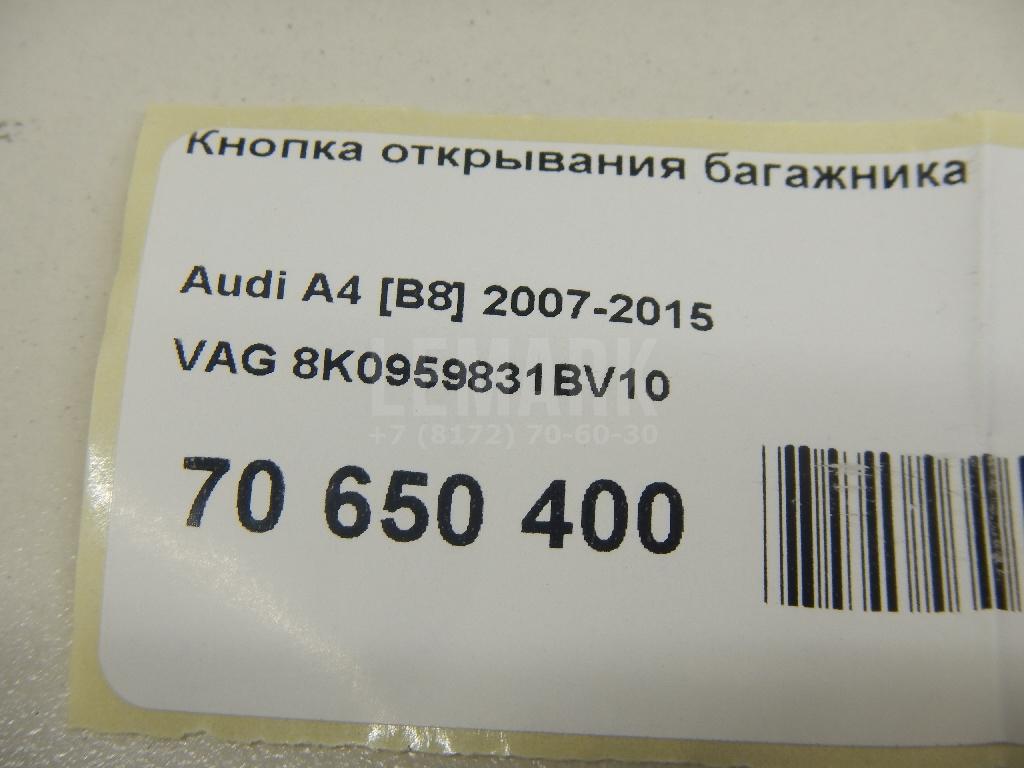 Кнопка открывания багажника
Audi A4 [B8] 2007-2015
VAG 8K0959831BV10
LEMARK
+7 (8172) 70-60-30
70 650 400